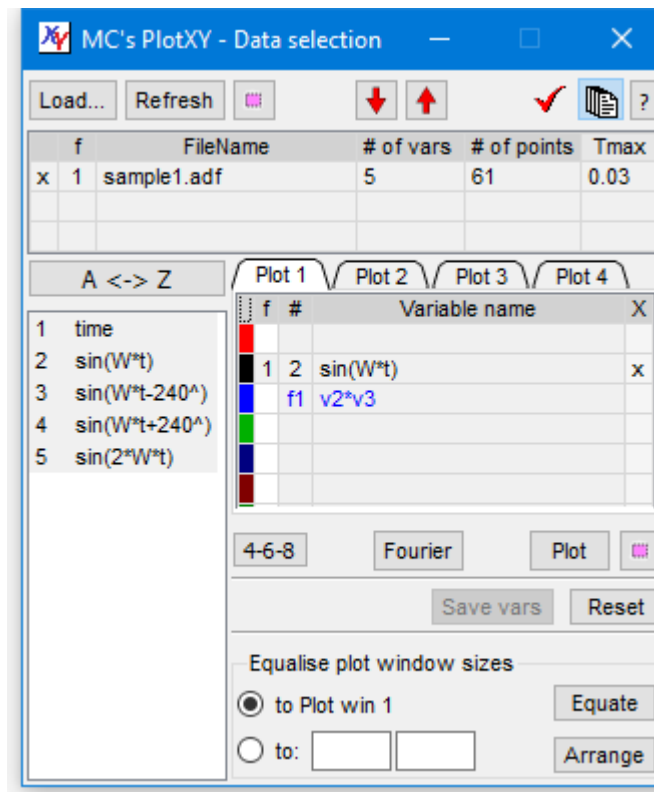 MC's PlotXY - Data selection
Load... Refresh ?
f FileName # of vars # of points Tmax
x 1 sample1.adf 5 61 0.03
A <-> Z Plot 1 Plot 2 Plot 3 Plot 4
f # Variable name X
1 time
2 sin(W*t) 1 2 sin(W*t) x
3 sin(W*t-240^) f1 v2*v3
4 sin(W*t+240^)
5 sin(2*W*t)
4-6-8 Fourier Plot
Save vars Reset
Equalise plot window sizes
to Plot win 1 Equate
to: Arrange